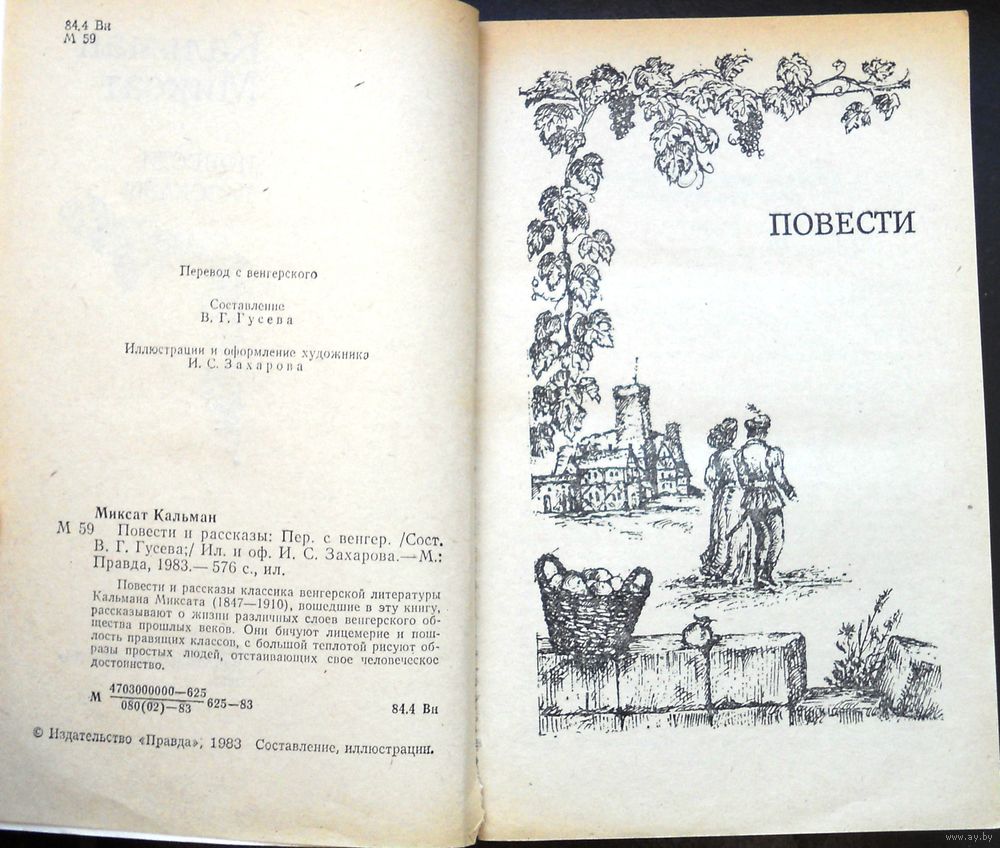 84.4 Вн
М 59
Перевод с венгерского
Составление
В. Г. Гусева
Иллюстрации и оформление художника
И. С. Захарова
Миксат Кальман
М 59 Повести и рассказы: Пер. с венгер. /Сост.
В. Г. Гусева;/ Ил. и оф. И. С. Захарова.—М.:
Правда, 1983.— 576 с., ил.
Повести и рассказы классика венгерской литературы
Кальмана Миксата (1847—1910), вошедшие в эту книгу,
рассказывают о жизни различных слоев венгерского об-
щества прошлых веков. Они бичуют лицемерие и пош-
лость правящих классов, с большой теплотой рисуют об-
разы простых людей, отстаивающих свое человеческое
достоинство.
М 4703000000—625
080(02)—83 625—83
84.4 Вн
© Издательство «Правда», 1983 Составление, иллюстрации.
ПОВЕСТИ
www.ay.by